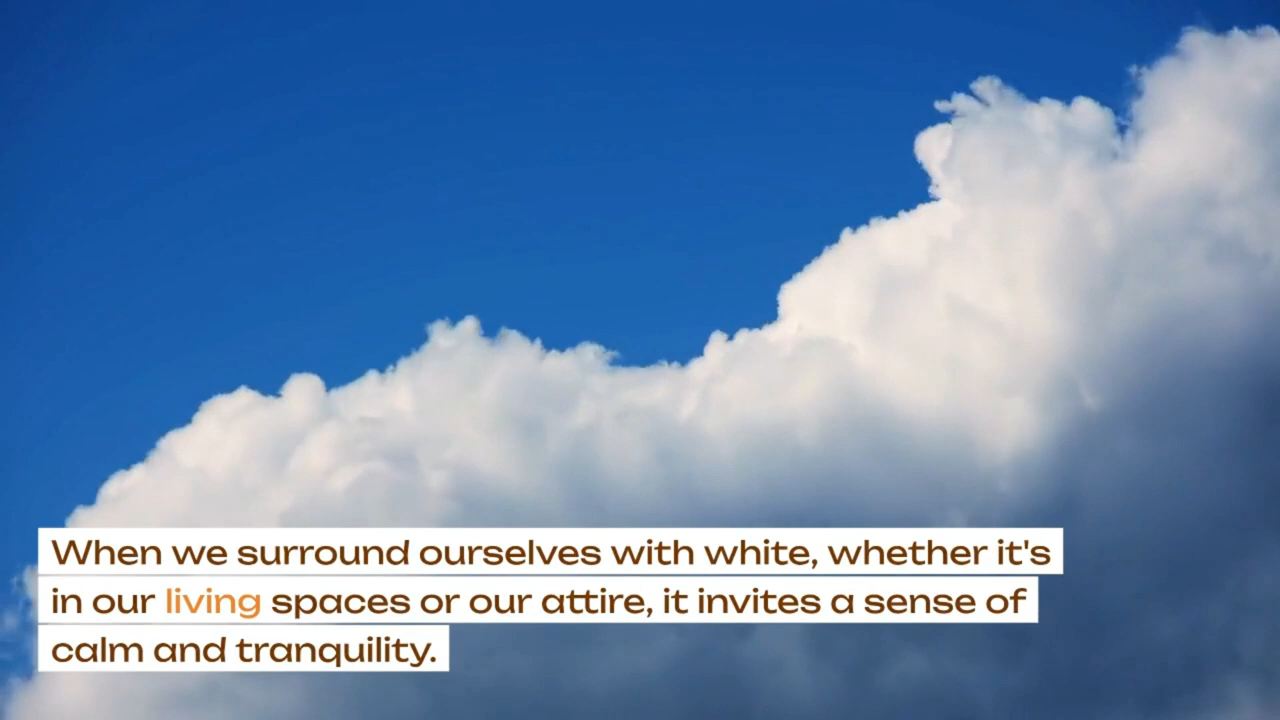 When we surround ourselves with white, whether it's
in our living spaces or our attire, it invites a sense of
calm and tranquility.